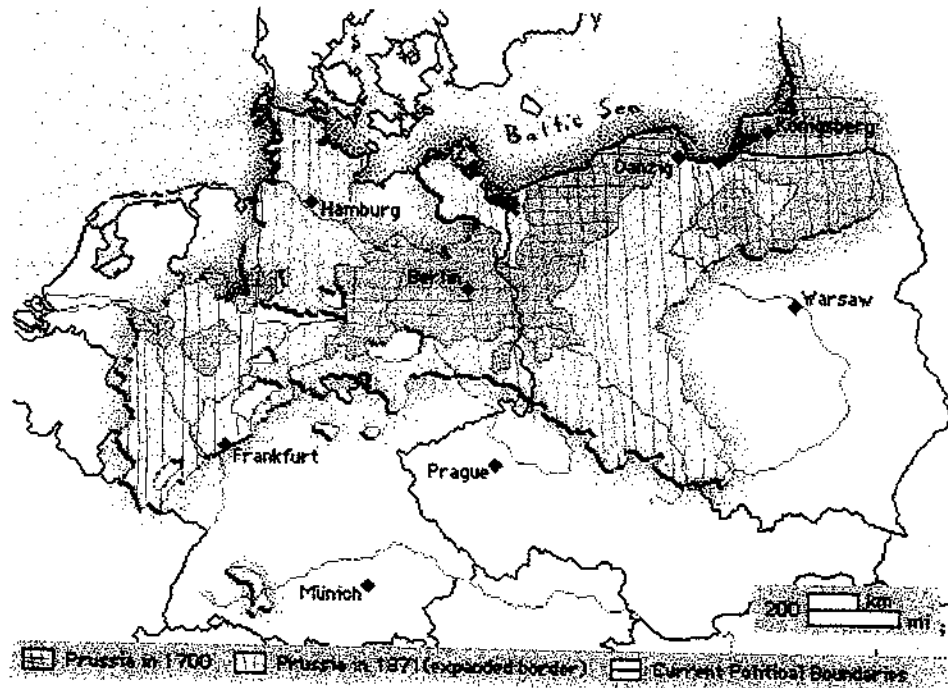 Baltic Sea
Königsberg
Danzig
Hamburg
Berlin
Warsaw
Frankfurt
Prague
Munich
200 km
mi
Prussia in 1700 Prussia in 1871 (expanded border) Current Political Boundaries